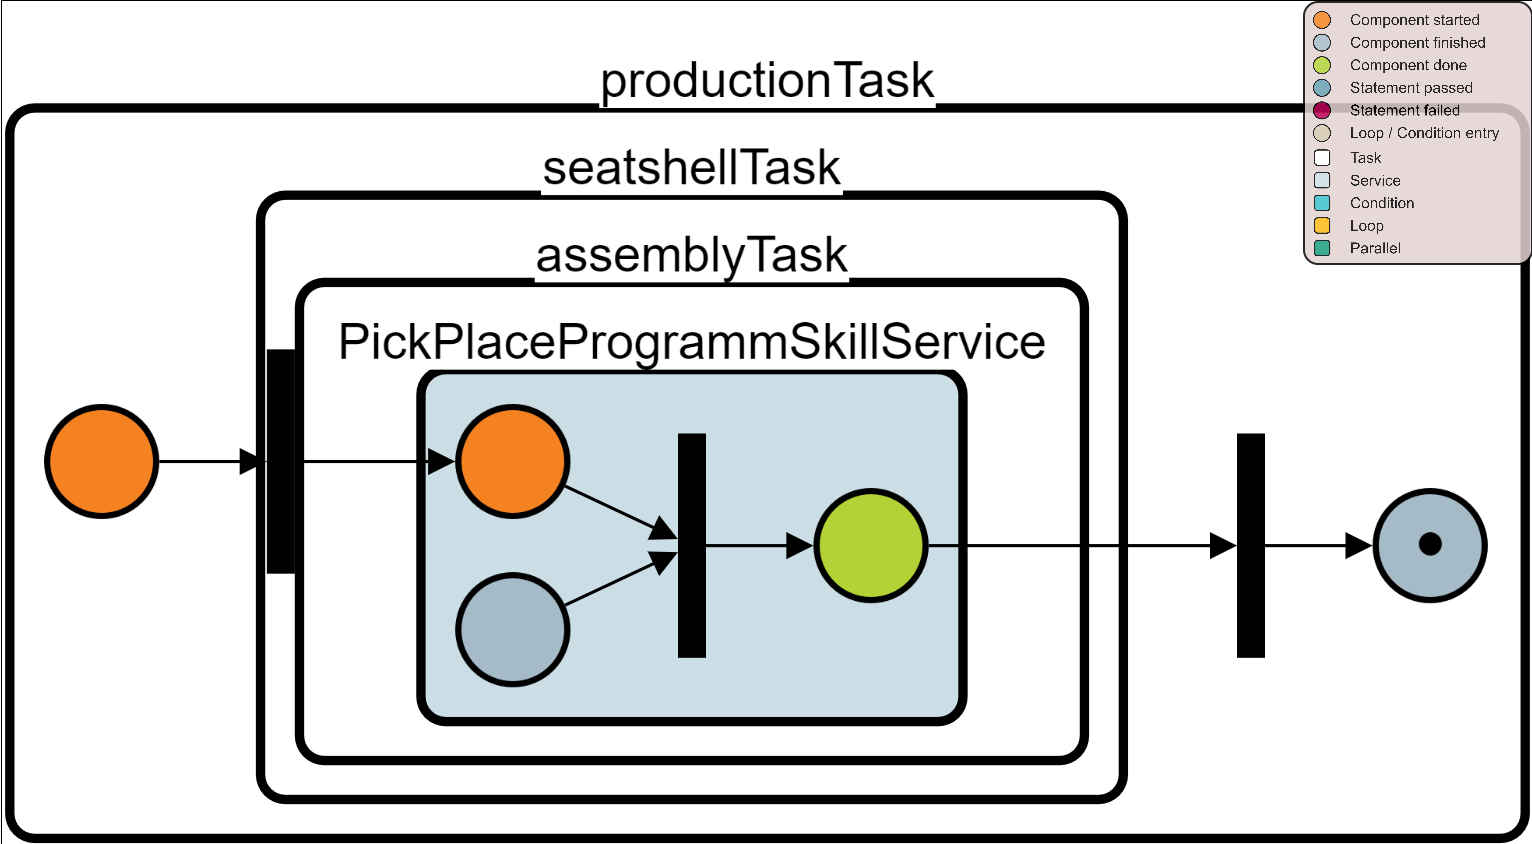 productionTask
seatshellTask
assemblyTask
PickPlaceProgrammSkillService
Component started
Component finished
Component done
Statement passed
Statement failed
Loop / Condition entry
Task
Service
Condition
Loop
Parallel